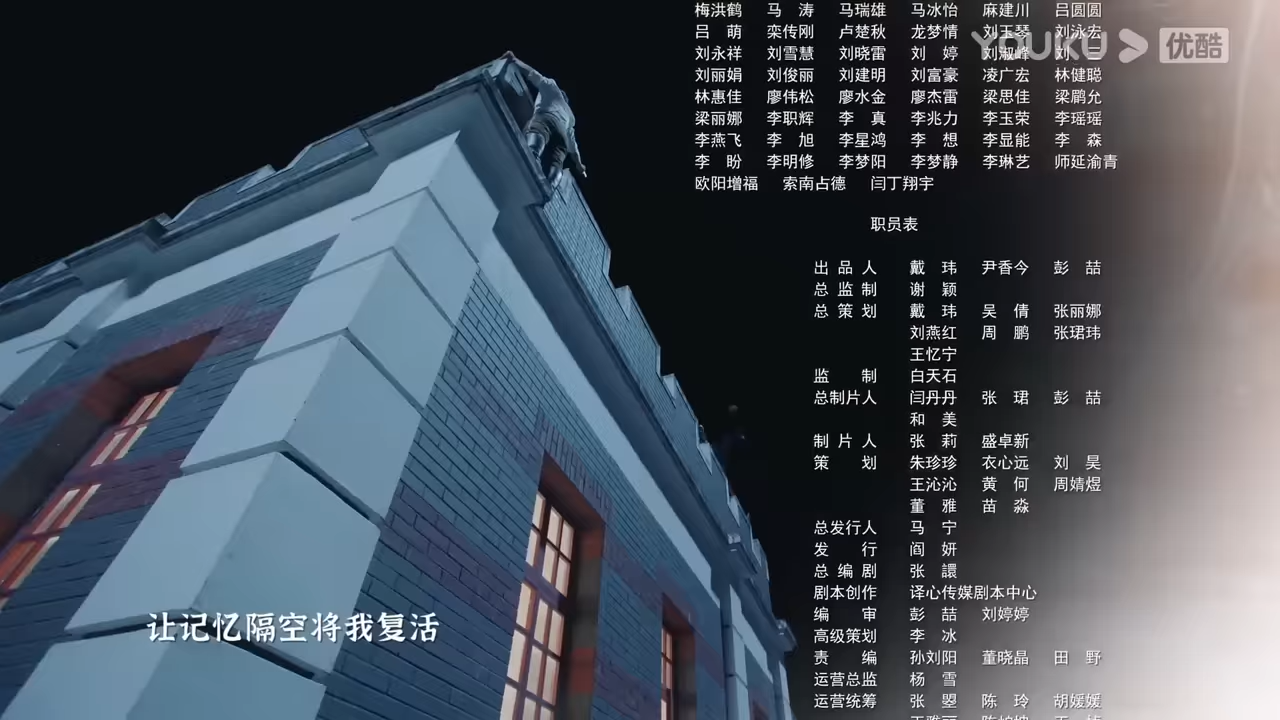 梅洪鹤 马 涛 马瑞雄 马冰怡 麻建川 吕圆圆
吕 萌 栾传刚 卢楚秋 龙梦情 刘玉琴 刘泳宏
刘永祥 刘雪慧 刘晓雷 刘 婷 刘淑峰 刘 三
YOUKU 优酷
刘丽娟 刘俊丽 刘建明 刘富豪 凌广宏 林健聪
林惠佳 廖伟松 廖水金 廖杰雷 梁思佳 梁鹛允
梁丽娜 李职辉 李 真 李兆力 李玉荣 李瑶瑶
李燕飞 李 旭 李星鸿 李 想 李显能 李 森
李 盼 李明修 李梦阳 李梦静 李琳艺 师延渝青
欧阳增福 索南占德 闫丁翔宇
职员表
出品人 戴 玮 尹香今 彭 喆
总监制 谢 颖
总策划 戴 玮 吴 倩 张丽娜
刘燕红 周 鹏 张珺玮
王忆宁
监 制 白天石
总制片人 闫丹丹 张 珺 彭 喆
和 美
制片人 张 莉 盛卓新
策 划 朱珍珍 衣心远 刘 昊
王沁沁 黄 何 周婧煜
董 雅 苗 淼
总发行人 马 宁
发 行 阎 妍
总编剧 张 譞
剧本创作 译心传媒剧本中心
编 审 彭 喆 刘婷婷
高级策划 李 冰
责 编 孙刘阳 董晓晶 田 野
运营总监 杨 雪
运营统筹 张 曌 陈 玲 胡媛媛
让记忆隔空将我复活